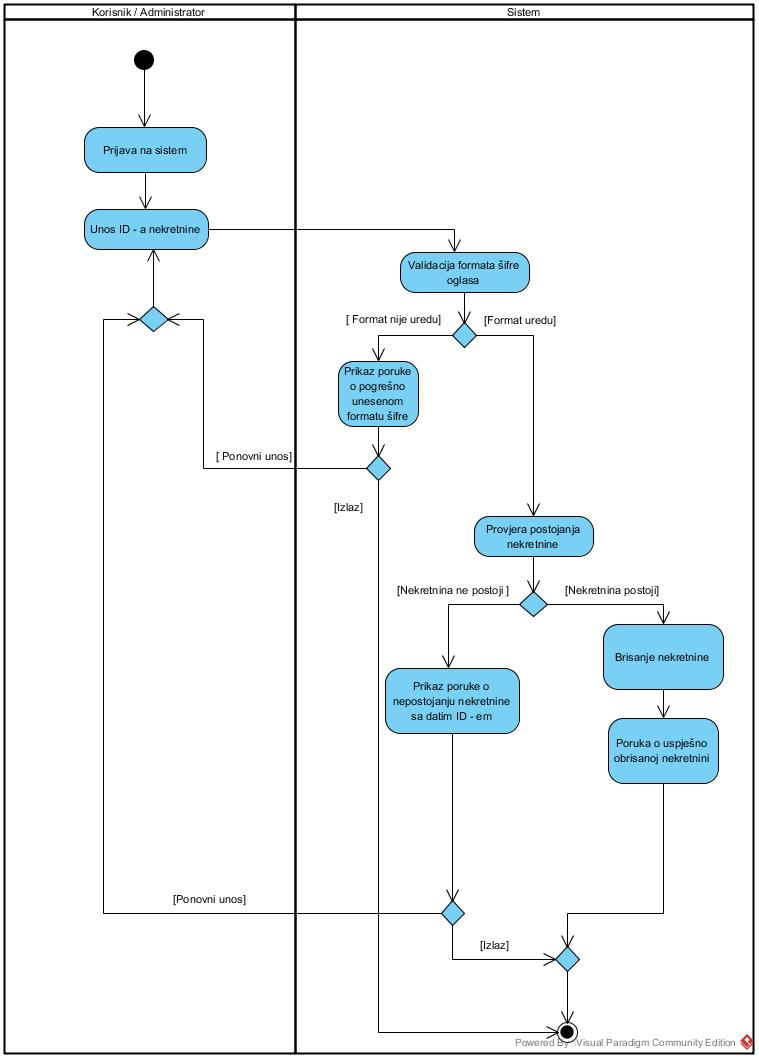 Korisnik / Administrator
Sistem
Prijava na sistem
Unos ID - a nekretnine
Validacija formata šifre
oglasa
[ Format nije uredu]
[Format uredu]
Prikaz poruke
o pogrešno
unesenom
formatu šifre
[ Ponovni unos]
[Izlaz]
Provjera postojanja
nekretnine
[Nekretnina ne postoji ]
[Nekretnina postoji]
Brisanje nekretnine
Prikaz poruke o
nepostojanju nekretnine
sa datim ID - em
Poruka o uspješno
obrisanoj nekretnini
[Ponovni unos]
[Izlaz]
Powered By Visual Paradigm Community Edition